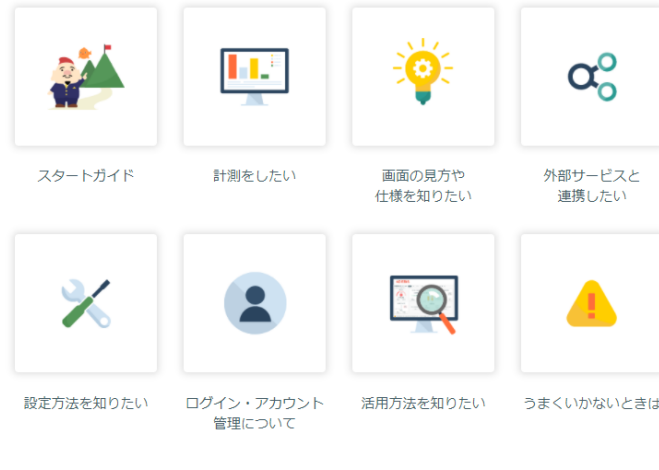 スタートガイド
計測をしたい
画面の見方や
仕様を知りたい
外部サービスと
連携したい
設定方法を知りたい
ログイン・アカウント
管理について
活用方法を知りたい
うまくいかないときは